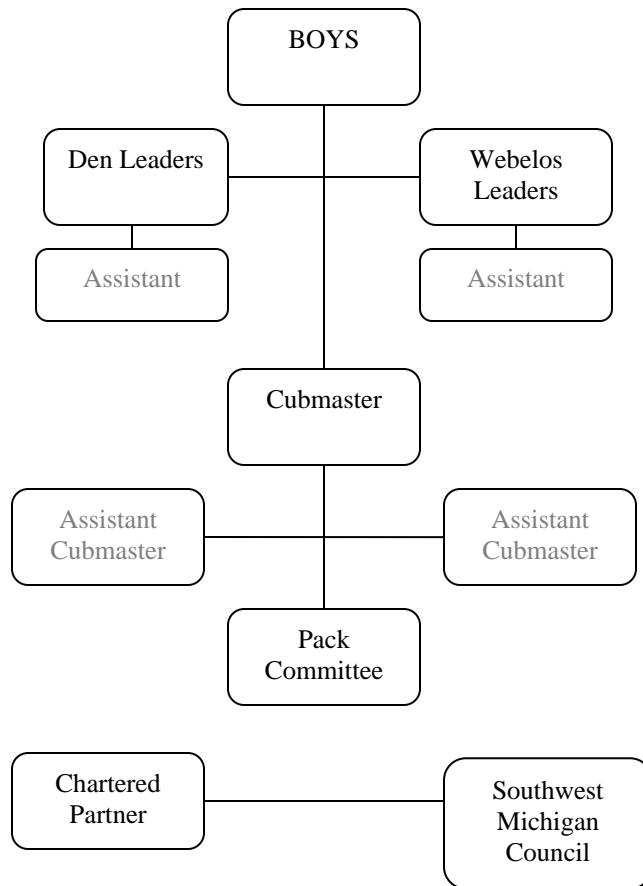 BOYS
Den Leaders
Webelos
Leaders
Assistant
Assistant
Cubmaster
Assistant
Cubmaster
Assistant
Cubmaster
Pack
Committee
Chartered
Partner
Southwest
Michigan
Council